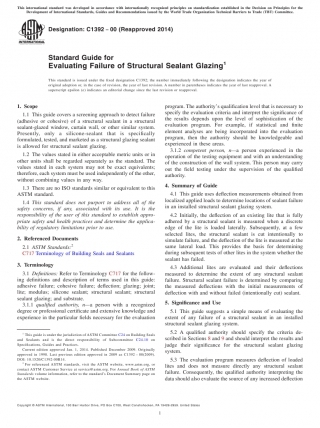 This international standard was developed in accordance with internationally recognized principles on standardization established in the Decision on Principles for the
Development of International Standards, Guides and Recommendations issued by the World Trade Organization Technical Barriers to Trade (TBT) Committee.
Designation: C1392 − 00 (Reapproved 2014)
Standard Guide for
Evaluating Failure of Structural Sealant Glazing1
This standard is issued under the fixed designation C1392; the number immediately following the designation indicates the year of
original adoption or, in the case of revision, the year of last revision. A number in parentheses indicates the year of last reapproval. A
superscript epsilon (ε) indicates an editorial change since the last revision or reapproval.
1. Scope
1.1 This guide covers a screening approach to detect failure
(adhesive or cohesive) of a structural sealant in a structural
sealant-glazed window, curtain wall, or other similar system.
Presently, only a silicone-sealant that is specifically
formulated, tested, and marketed as a structural glazing sealant
is allowed for structural sealant glazing.
1.2 The values stated in either acceptable metric units or in
other units shall be regarded separately as the standard. The
values stated in each system may not be exact equivalents;
therefore, each system must be used independently of the other,
without combining values in any way.
1.3 There are no ISO standards similar or equivalent to this
ASTM standard.
1.4 This standard does not purport to address all of the
safety concerns, if any, associated with its use. It is the
responsibility of the user of this standard to establish appro-
priate safety and health practices and determine the applica-
bility of regulatory limitations prior to use.
2. Referenced Documents
2.1 ASTM Standards:2
C717 Terminology of Building Seals and Sealants
3. Terminology
3.1 Definitions: Refer to Terminology C717 for the follow-
ing definitions and description of terms used in this guide:
adhesive failure; cohesive failure; deflection; glazing; joint;
lite; modulus; silicone sealant; structural sealant; structural
sealant glazing; and substrate.
3.1.1 qualified authority, n—a person with a recognized
degree or professional certificate and extensive knowledge and
experience in the particular fields necessary for the evaluation
1 This guide is under the jurisdiction of ASTM Committee C24 on Building Seals
and Sealants and is the direct responsibility of Subcommittee C24.10 on
Specifications, Guides and Practices.
Current edition approved Jan. 1, 2014. Published December 2009. Originally
approved in 1998. Last previous edition approved in 2009 as C1392 – 00(2009).
DOI: 10.1520/C1392-00R14.
2 For referenced ASTM standards, visit the ASTM website, www.astm.org, or
contact ASTM Customer Service at service@astm.org. For Annual Book of ASTM
Standards volume information, refer to the standard's Document Summary page on
the ASTM website.
program. The authority's qualification level that is necessary to
specify the evaluation criteria and interpret the significance of
the results depends upon the level of sophistication of the
evaluation program. For example, if statistical and finite
element analyses are being incorporated into the evaluation
program, then the authority should be knowledgeable and
experienced in these areas.
3.1.2 competent person, n—a person experienced in the
operation of the testing equipment and with an understanding
of the construction of the wall system. This person may carry
out the field testing under the supervision of the qualified
authority.
4. Summary of Guide
4.1 This guide uses deflection measurements obtained from
localized applied loads to determine locations of sealant failure
in an installed structural sealant glazing system.
4.2 Initially, the deflection of an existing lite that is fully
adhered by a structural sealant is measured when a discrete
edge of the lite is loaded laterally. Subsequently, at a few
selected lites, the structural sealant is cut intentionally to
simulate failure, and the deflection of the lite is measured at the
same lateral load. This provides the basis for determining
during subsequent tests of other lites in the system whether the
sealant has failed.
4.3 Additional lites are evaluated and their deflections
measured to determine the extent of any structural sealant
failure. Structural sealant failure is determined by comparing
the measured deflections with the initial measurements of
deflection with and without failed (intentionally cut) sealant.
5. Significance and Use
5.1 This guide suggests a simple means of evaluating the
extent of any failure of a structural sealant in an installed
structural sealant glazing system.
5.2 A qualified authority should specify the criteria de-
scribed in Sections 8 and 9 and should interpret the results and
judge their significance for the structural sealant glazing
system.
5.3 The evaluation program measures deflection of loaded
lites and does not measure directly any structural sealant
failure. Consequently, the qualified authority interpreting the
data should also evaluate the source of any increased deflection
Copyright © ASTM International, 100 Barr Harbor Drive, PO Box C700, West Conshohocken, PA 19428-2959. United States
1